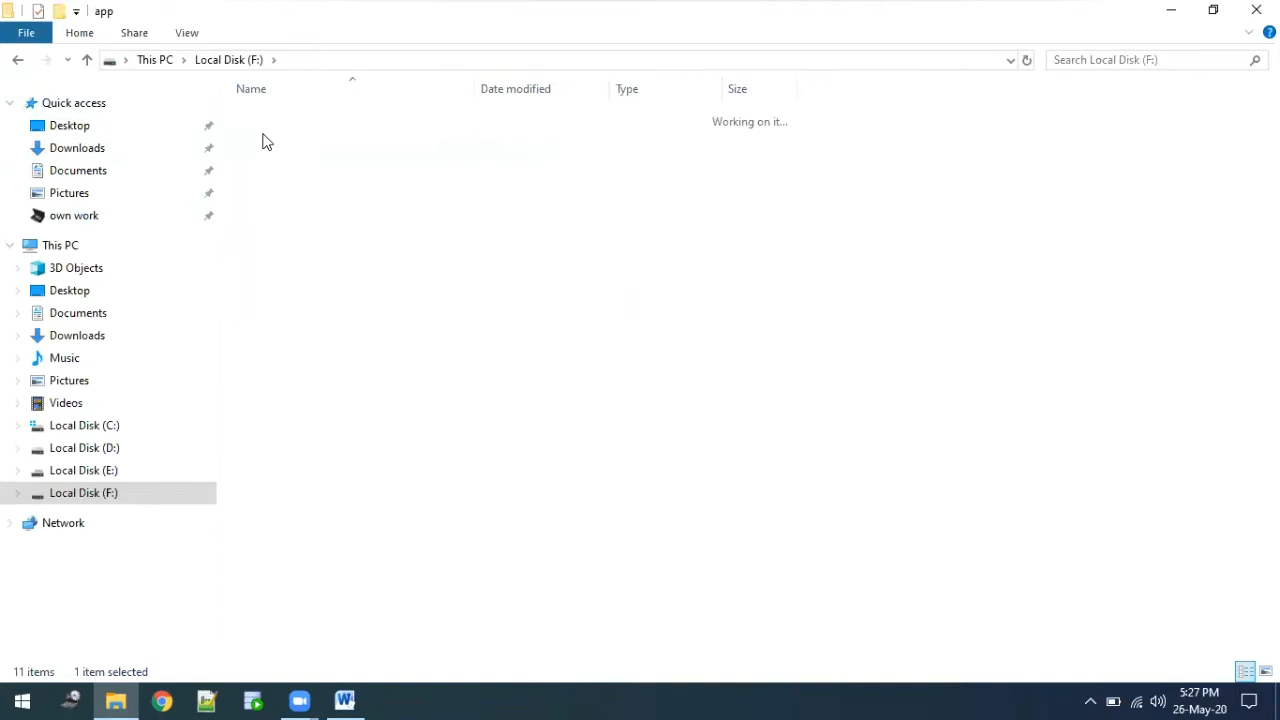 app
File Home Share View
This PC Local Disk (F:) Search Local Disk (F:)
Name Date modified Type Size
Working on it...
Quick access
Desktop
Downloads
Documents
Pictures
own work
This PC
3D Objects
Desktop
Documents
Downloads
Music
Pictures
Videos
Local Disk (C:)
Local Disk (D:)
Local Disk (E:)
Local Disk (F:)
Network
11 items 1 item selected
5:27 PM
26-May-20